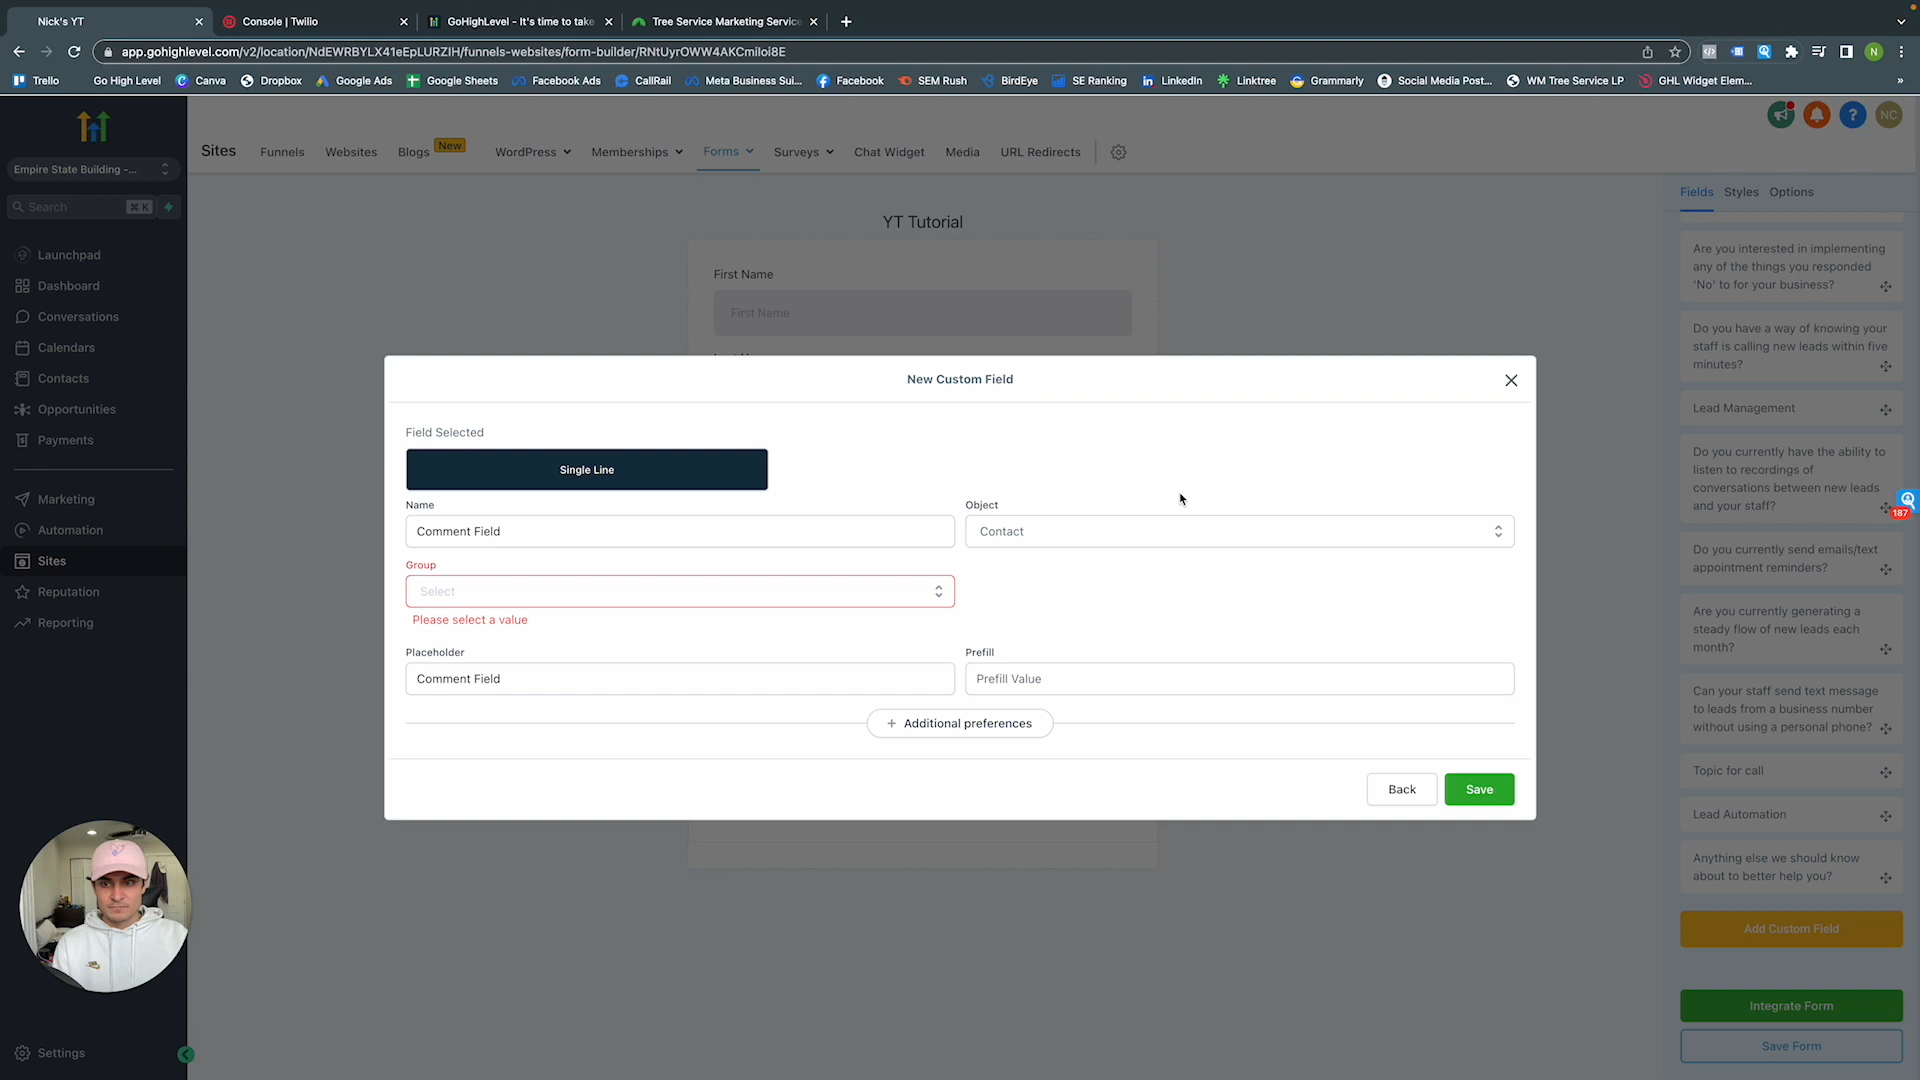 Nick's YT
Console | Twilio
GoHighLevel - It's time to take
Tree Service Marketing Service
app.gohighlevel.com/v2/location/NdEWRBYLX41eEpLURZIH/funnels-websites/form-builder/RNtUyrOWW4AKCmiloi8E
N
Trello
Go High Level
Canva
Dropbox
Google Ads
Google Sheets
Facebook Ads
CallRail
Meta Business Sui...
Facebook
SEM Rush
BirdEye
SE Ranking
LinkedIn
Linktree
Grammarly
Social Media Post...
WM Tree Service LP
GHL Widget Elem...
»
NC
Sites
Funnels
Websites
Blogs
New
WordPress
Memberships
Forms
Surveys
Chat Widget
Media
URL Redirects
Empire State Building -...
Search
⌘ K
Launchpad
Dashboard
Conversations
Calendars
Contacts
Opportunities
Payments
Marketing
Automation
Sites
Reputation
Reporting
Settings
YT Tutorial
First Name
First Name
New Custom Field
Field Selected
Single Line
Name
Comment Field
Object
Contact
Group
Select
Please select a value
Placeholder
Comment Field
Prefill
Prefill Value
+ Additional preferences
Back
Save
Fields
Styles
Options
Are you interested in implementing
any of the things you responded
'No' to for your business?
Do you have a way of knowing your
staff is calling new leads within five
minutes?
Lead Management
Do you currently have the ability to
listen to recordings of
conversations between new leads
and your staff?
187
Do you currently send emails/text
appointment reminders?
Are you currently generating a
steady flow of new leads each
month?
Can your staff send text message
to leads from a business number
without using a personal phone?
Topic for call
Lead Automation
Anything else we should know
about to better help you?
Add Custom Field
Integrate Form
Save Form